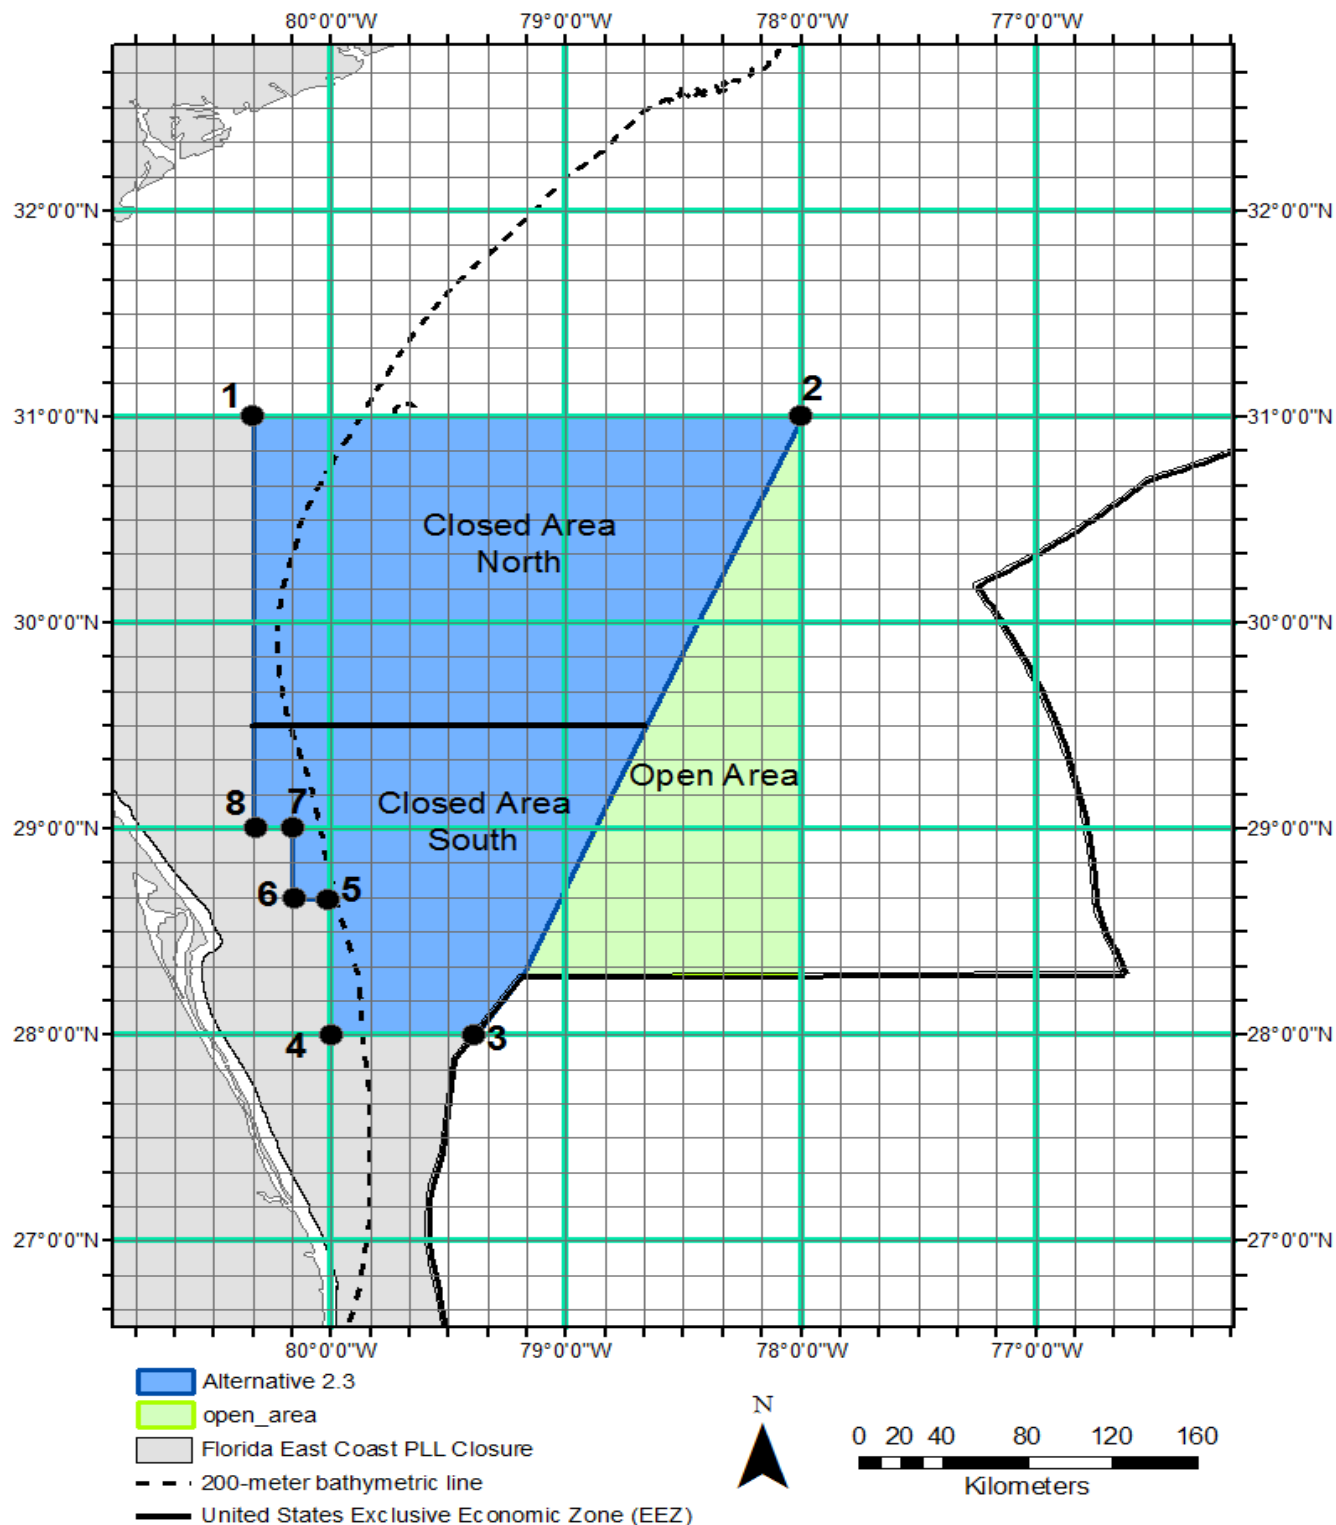 80°0'0"W 79°0'0"W 78°0'0"W 77°0'0"W
32°0'0"N 32°0'0"N
1 2
31°0'0"N 31°0'0"N
Closed Area
North
30°0'0"N 30°0'0"N
Open Area
8 7 Closed Area
29°0'0"N South 29°0'0"N
6 5
28°0'0"N 4 3 28°0'0"N
27°0'0"N 27°0'0"N
80°0'0"W 79°0'0"W 78°0'0"W 77°0'0"W
Alternative 2.3
open_area
Florida East Coast PLL Closure
200-meter bathymetric line
United States Exclusive Economic Zone (EEZ)
N
0 20 40 80 120 160
Kilometers